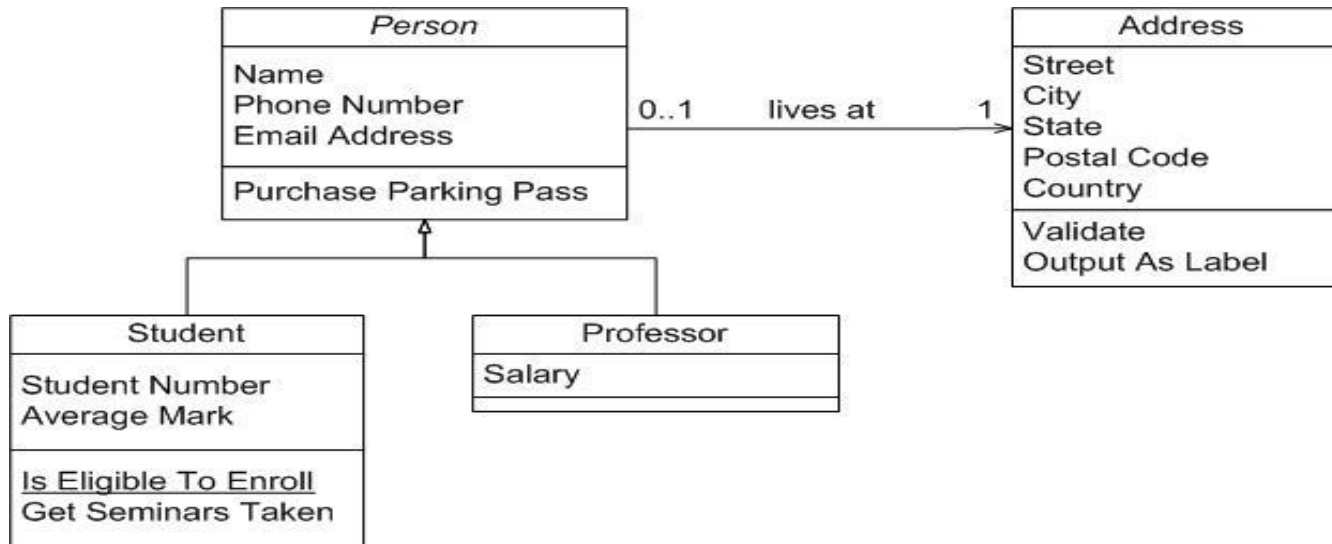 Person
Name
Phone Number
Email Address
Purchase Parking Pass
0..1 lives at 1
Address
Street
City
State
Postal Code
Country
Validate
Output As Label
Student
Student Number
Average Mark
Is Eligible To Enroll
Get Seminars Taken
Professor
Salary